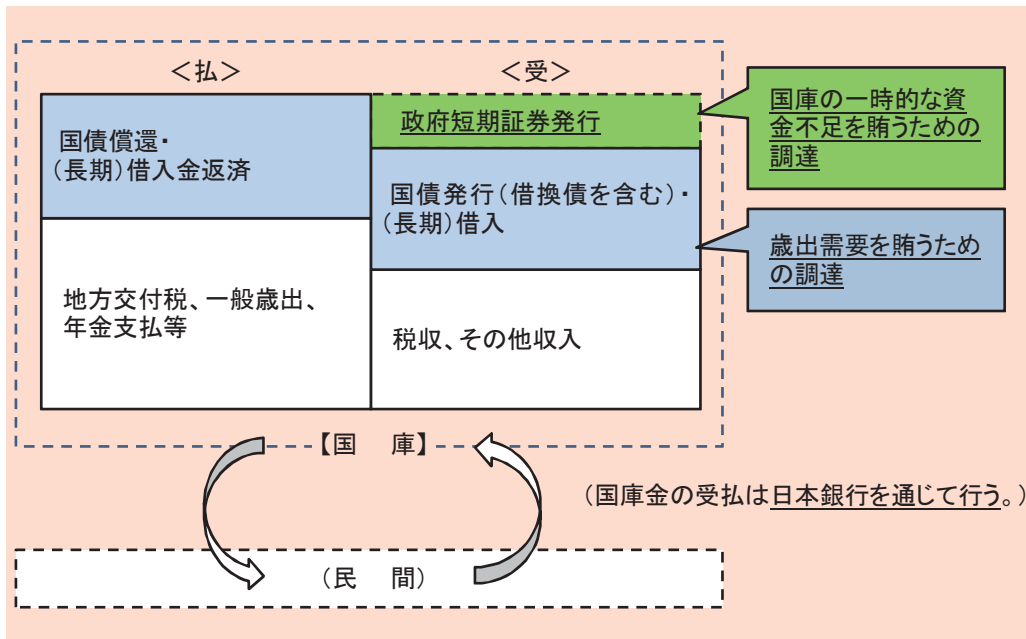 ＜払＞
＜受＞
国債償還・
（長期）借入金返済
地方交付税、一般歳出、
年金支払等
政府短期証券発行
国債発行（借換債を含む）・
（長期）借入
税収、その他収入
国庫の一時的な資
金不足を賄うための
調達
歳出需要を賄うため
の調達
【国　庫】
（国庫金の受払は日本銀行を通じて行う。）
（民　間）